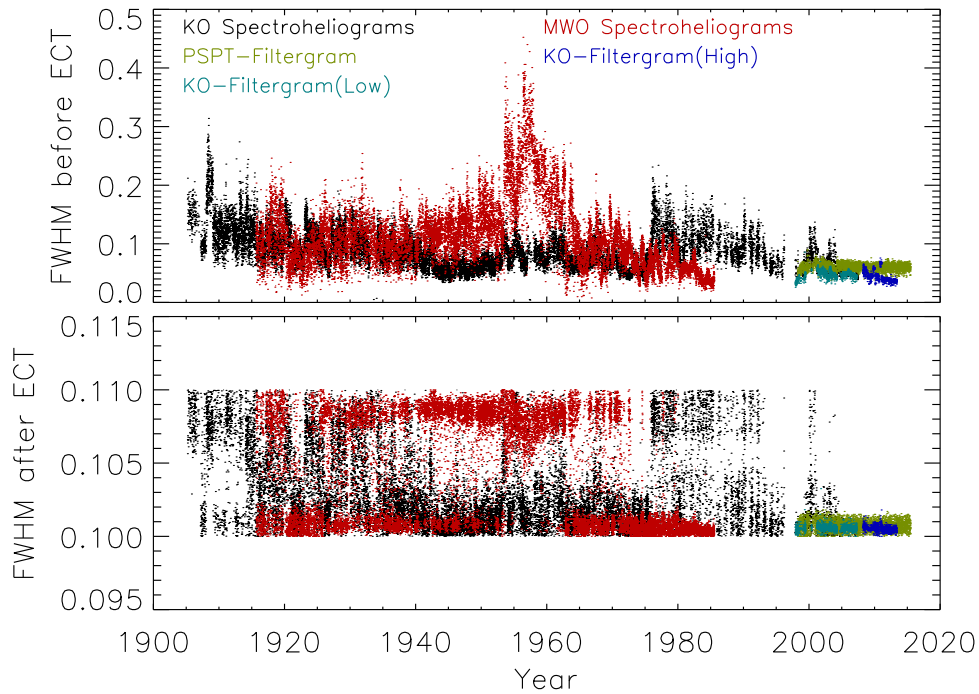 KO Spectroheliograms MWO Spectroheliograms
PSPT-Filtergram KO-Filtergram(High)
KO-Filtergram(Low)
FWHM before ECT
0.5
0.4
0.3
0.2
0.1
0.0
FWHM after ECT
0.115
0.110
0.105
0.100
0.095
1900 1920 1940 1960 1980 2000 2020
Year